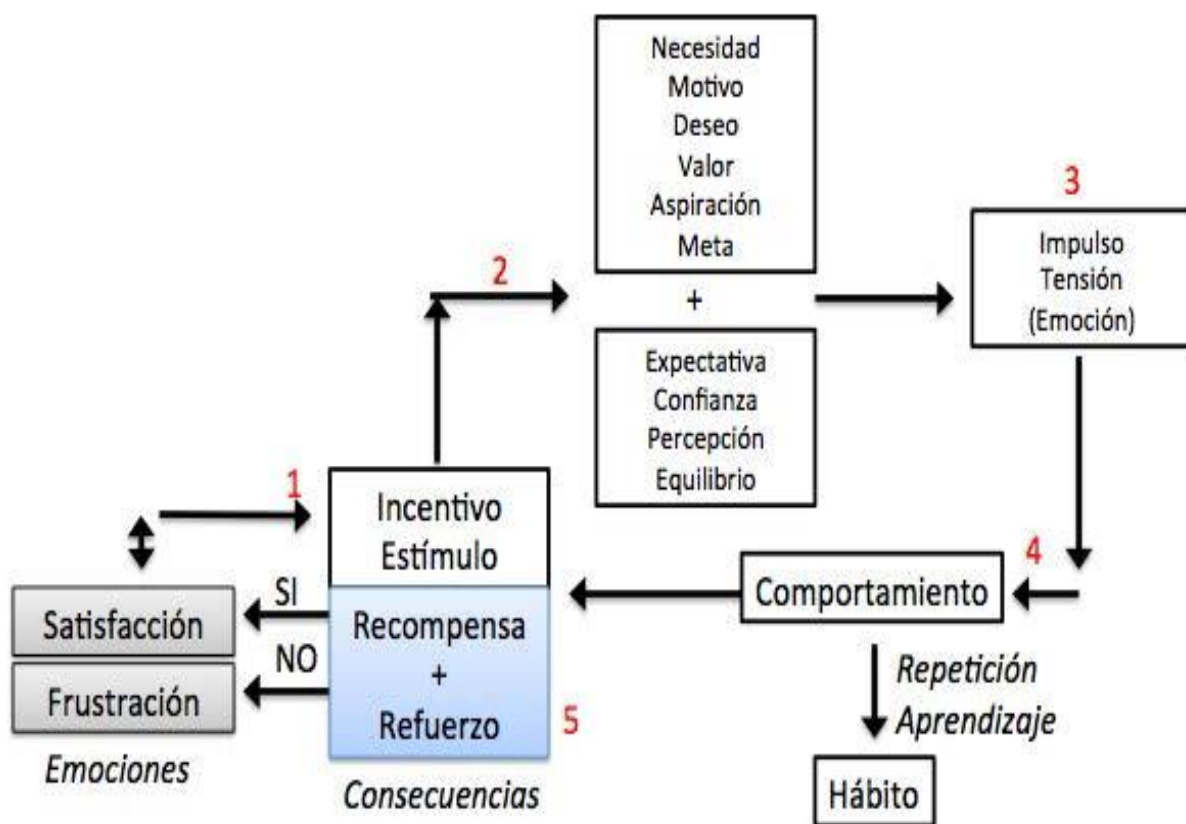 Necesidad
Motivo
Deseo
Valor
Aspiración
Meta
+
Expectativa
Confianza
Percepción
Equilibrio
2
3
Impulso
Tensión
(Emoción)
1
Incentivo
Estímulo
4
Comportamiento
SI
NO
Satisfacción
Frustración
Emociones
Recompensa
+
Refuerzo
5
Consecuencias
Repetición
Aprendizaje
Hábito